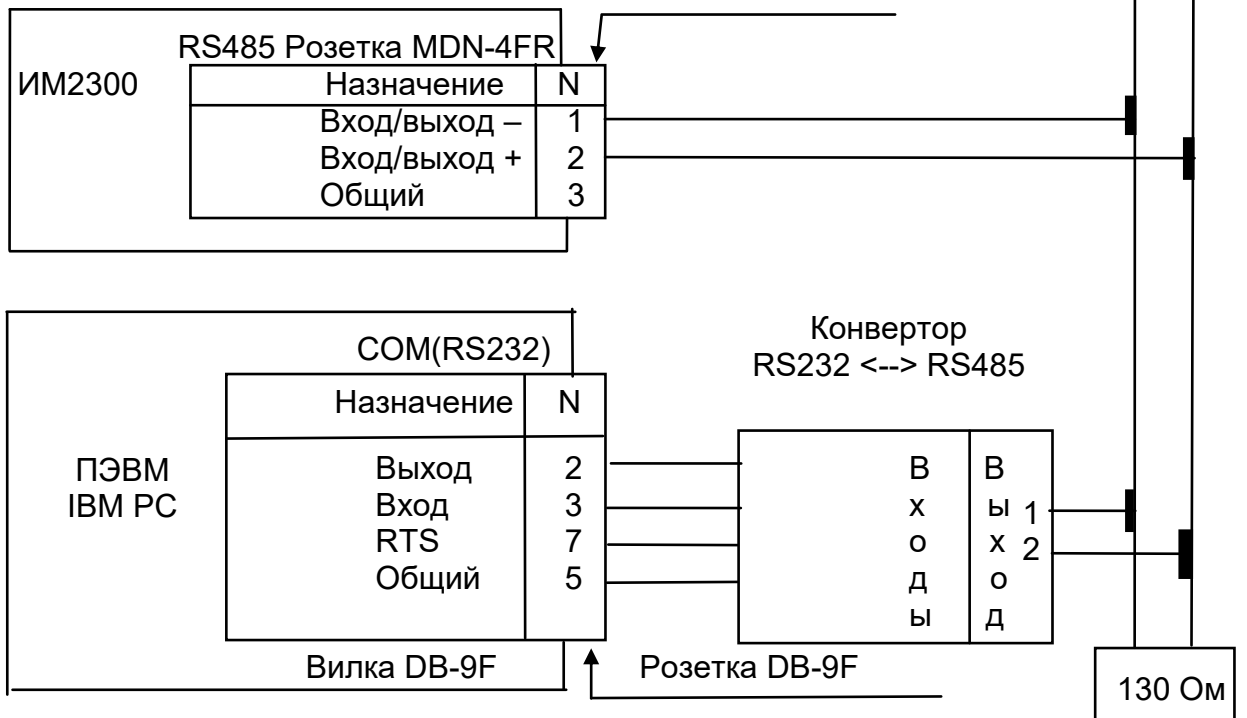 RS485 Розетка MDN-4FR
ИМ2300
Назначение N
Вход/выход – 1
Вход/выход + 2
Общий 3
COM(RS232)
Назначение N
ПЭВМ
IBM PC
Выход 2
Вход 3
RTS 7
Общий 5
Вилка DB-9F
Конвертор
RS232 <--> RS485
Входы
Выход
1
2
Розетка DB-9F
130 Ом